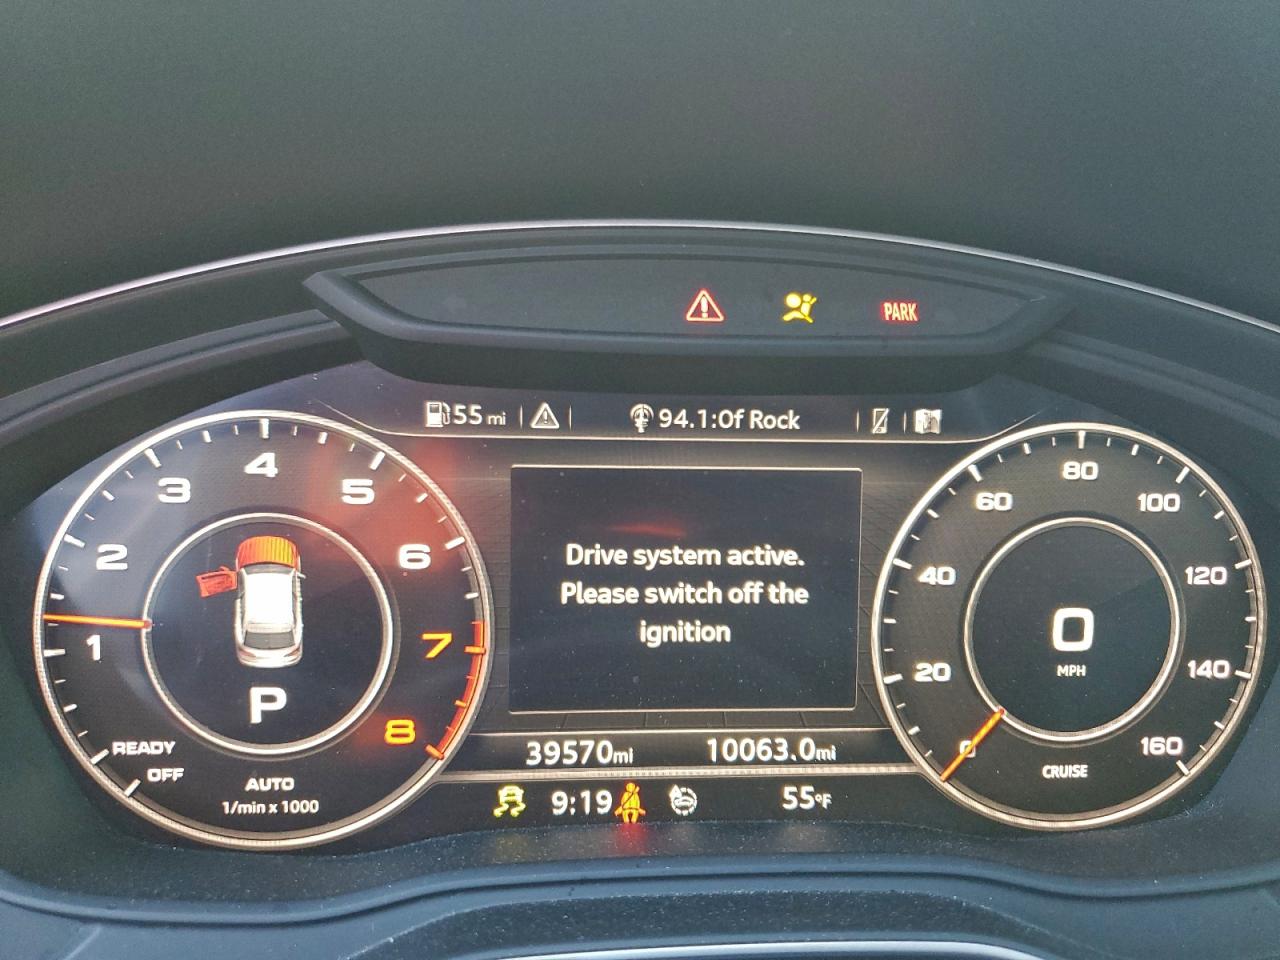 PARK
55 mi
94.1:Of Rock
Drive system active.
Please switch off the
ignition
1
2
3
4
5
6
7
8
P
READY
OFF
AUTO
1/min x 1000
0
20
40
60
80
100
120
140
160
0
MPH
CRUISE
39570mi 10063.0mi
9:19 55°F